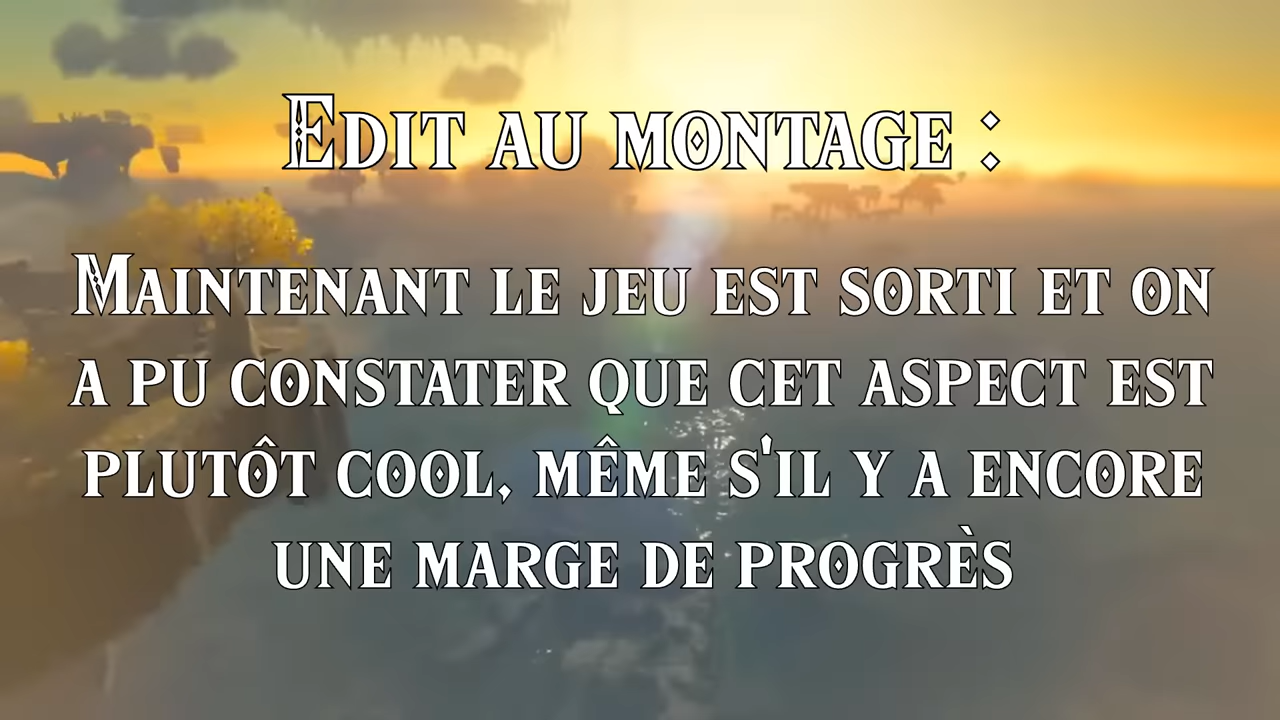 Edit au montage :
Maintenant le jeu est sorti et on
a pu constater que cet aspect est
plutôt cool, même s'il y a encore
une marge de progrès